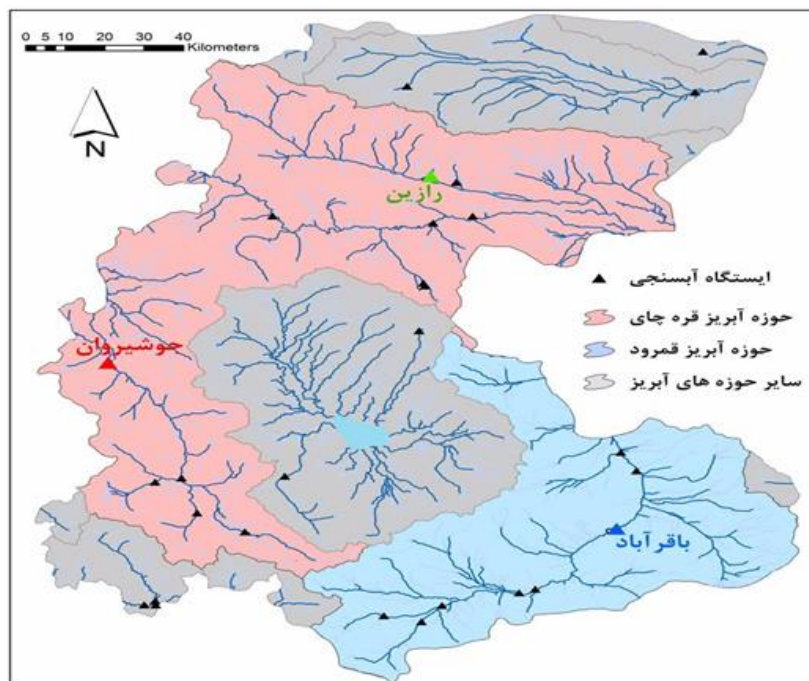 0 5 10 20 30 40
Kilometers
N
رازین
ایستگاه آبسنجی
حوزه آبریز قره چای
حوزه آبریز قمرود
سایر حوزه های آبریز
جوشیروان
باقرآباد